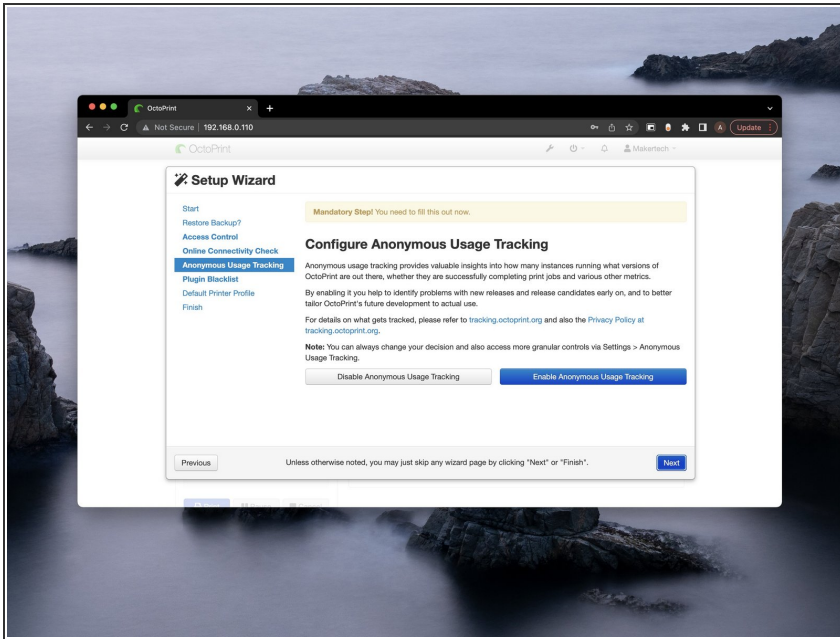 OctoPrint
Not Secure | 192.168.0.110
A
Update
OctoPrint
Makertech
Setup Wizard
Start
Restore Backup?
Access Control
Online Connectivity Check
Anonymous Usage Tracking
Plugin Blacklist
Default Printer Profile
Finish
Mandatory Step! You need to fill this out now.
Configure Anonymous Usage Tracking
Anonymous usage tracking provides valuable insights into how many instances running what versions of
OctoPrint are out there, whether they are successfully completing print jobs and various other metrics.
By enabling it you help to identify problems with new releases and release candidates early on, and to better
tailor OctoPrint's future development to actual use.
For details on what gets tracked, please refer to tracking.octoprint.org and also the Privacy Policy at
tracking.octoprint.org.
Note: You can always change your decision and also access more granular controls via Settings > Anonymous
Usage Tracking.
Disable Anonymous Usage Tracking
Enable Anonymous Usage Tracking
Previous
Unless otherwise noted, you may just skip any wizard page by clicking "Next" or "Finish".
Next